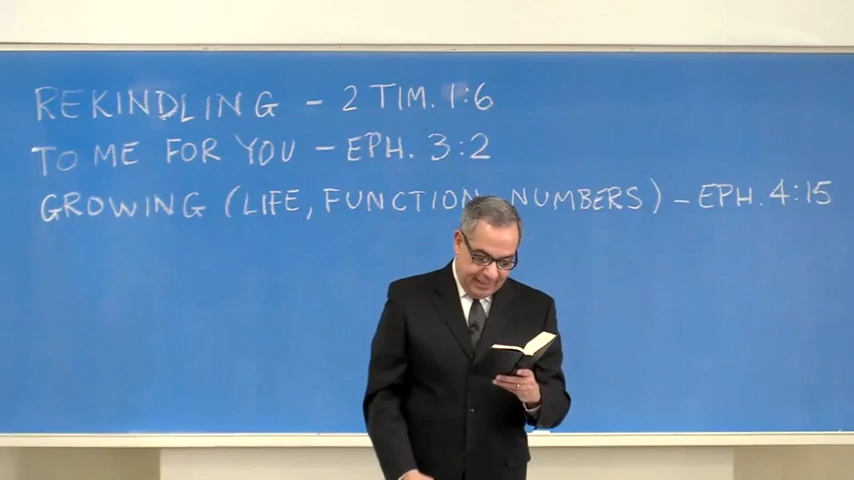 REKINDLING - 2 TIM. 1:6
TO ME FOR YOU - EPH. 3:2
GROWING (LIFE, FUNCTION NUMBERS) - EPH. 4:15